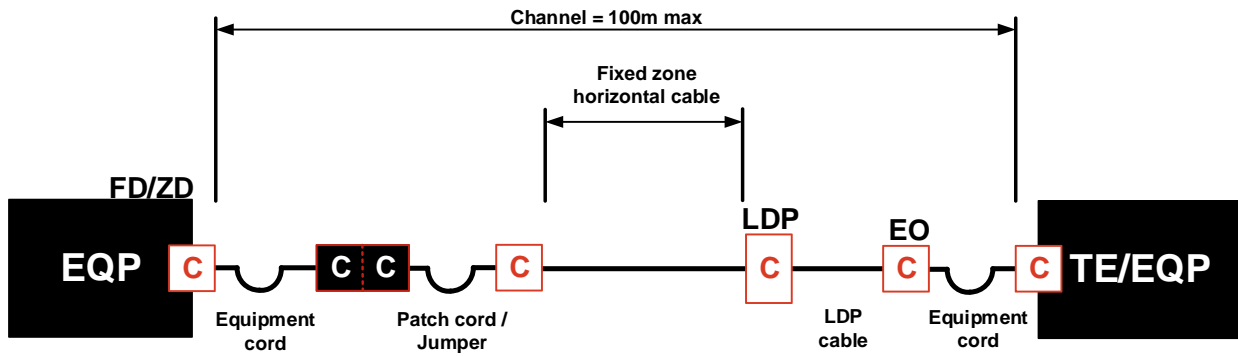 Channel = 100m max
Fixed zone
horizontal cable
FD/ZD
LDP
EO
EQP
C
C
C
C
C
C
C
TE/EQP
Equipment
cord
Patch cord /
Jumper
LDP
cable
Equipment
cord